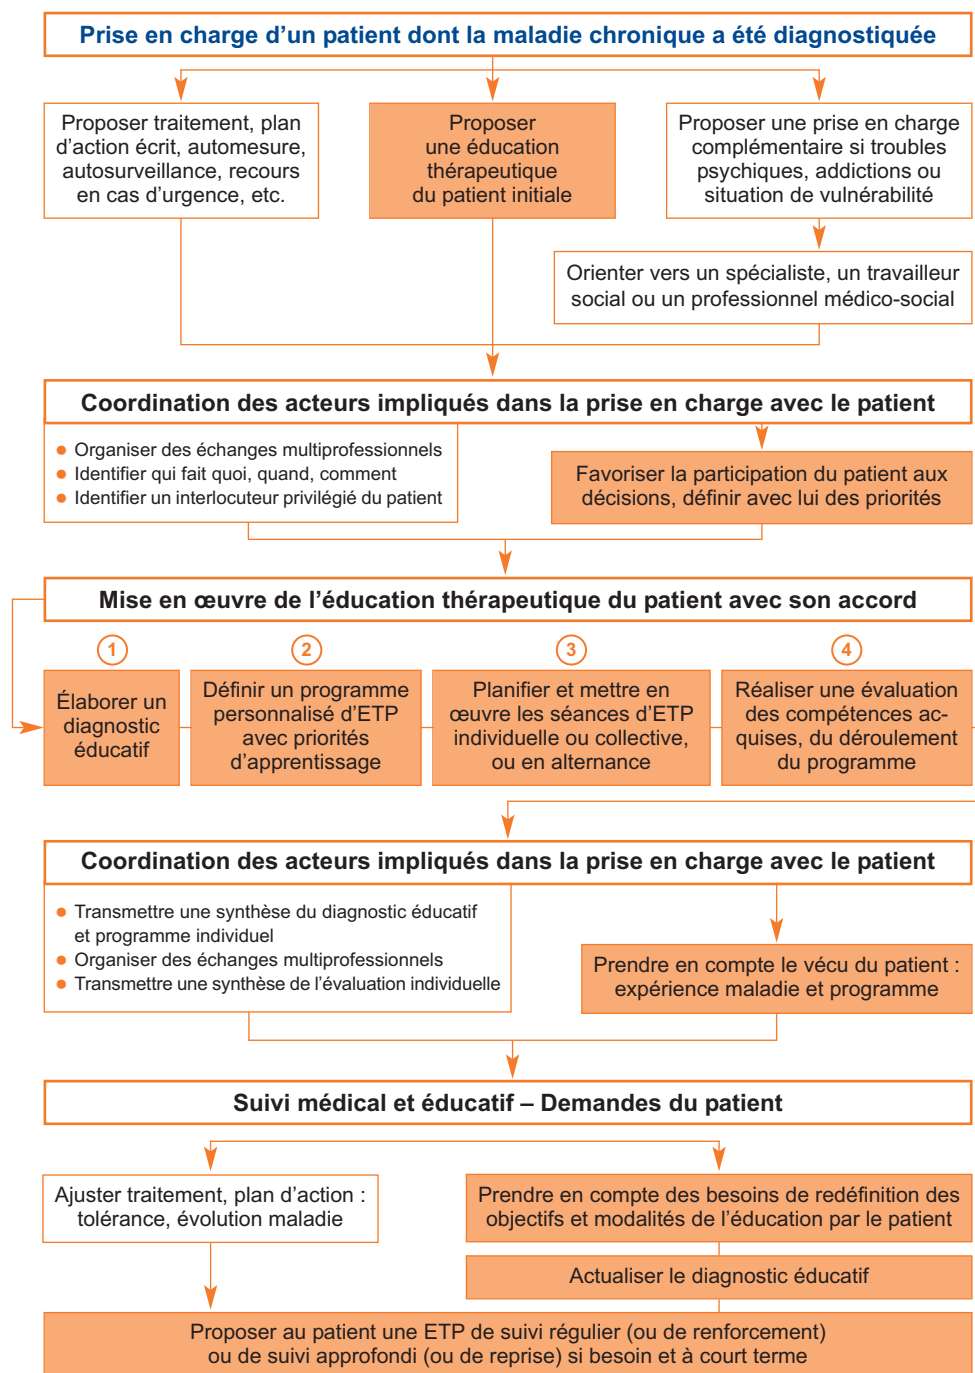 Prise en charge d’un patient dont la maladie chronique a été diagnostiquée
Proposer traitement, plan
d’action écrit, automesure,
autosurveillance, recours
en cas d’urgence, etc.
Proposer
une éducation
thérapeutique
du patient initiale
Proposer une prise en charge
complémentaire si troubles
psychiques, addictions ou
situation de vulnérabilité
Orienter vers un spécialiste, un travailleur
social ou un professionnel médico-social
Coordination des acteurs impliqués dans la prise en charge avec le patient
• Organiser des échanges multiprofessionnels
• Identifier qui fait quoi, quand, comment
• Identifier un interlocuteur privilégié du patient
Favoriser la participation du patient aux
décisions, définir avec lui des priorités
Mise en œuvre de l’éducation thérapeutique du patient avec son accord
1
Élaborer un
diagnostic
éducatif
2
Définir un programme
personnalisé d’ETP
avec priorités
d’apprentissage
3
Planifier et mettre en
œuvre les séances d’ETP
individuelle ou collective,
ou en alternance
4
Réaliser une évaluation
des compétences ac-
quises, du déroulement
du programme
Coordination des acteurs impliqués dans la prise en charge avec le patient
• Transmettre une synthèse du diagnostic éducatif
et programme individuel
• Organiser des échanges multiprofessionnels
• Transmettre une synthèse de l’évaluation individuelle
Prendre en compte le vécu du patient :
expérience maladie et programme
Suivi médical et éducatif – Demandes du patient
Ajuster traitement, plan d’action :
tolérance, évolution maladie
Prendre en compte des besoins de redéfinition des
objectifs et modalités de l’éducation par le patient
Actualiser le diagnostic éducatif
Proposer au patient une ETP de suivi régulier (ou de renforcement)
ou de suivi approfondi (ou de reprise) si besoin et à court terme